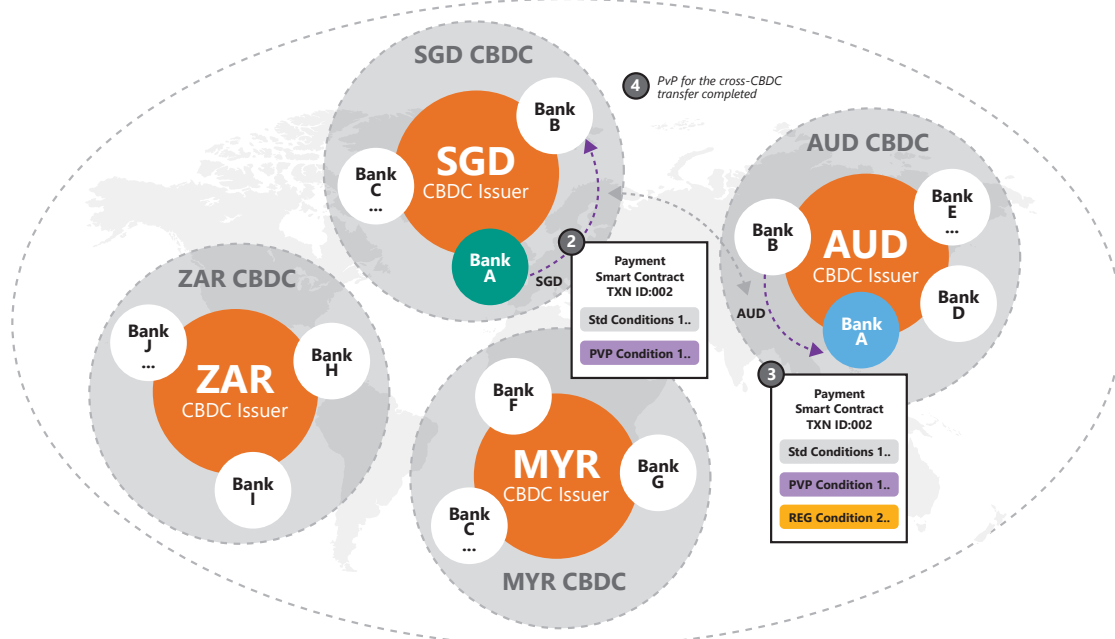 SGD CBDC
4
PvP for the cross-CBDC
transfer completed
Bank
B
SGD
CBDC Issuer
Bank
C
...
Bank
A
SGD
AUD CBDC
Bank
E
...
Bank
B
AUD
CBDC Issuer
Bank
D
Bank
A
AUD
2
Payment
Smart Contract
TXN ID:002
Std Conditions 1..
PVP Condition 1..
3
Payment
Smart Contract
TXN ID:002
Std Conditions 1..
PVP Condition 1..
REG Condition 2..
ZAR CBDC
Bank
J
...
Bank
H
ZAR
CBDC Issuer
Bank
I
Bank
F
MYR
CBDC Issuer
Bank
G
Bank
C
...
MYR CBDC